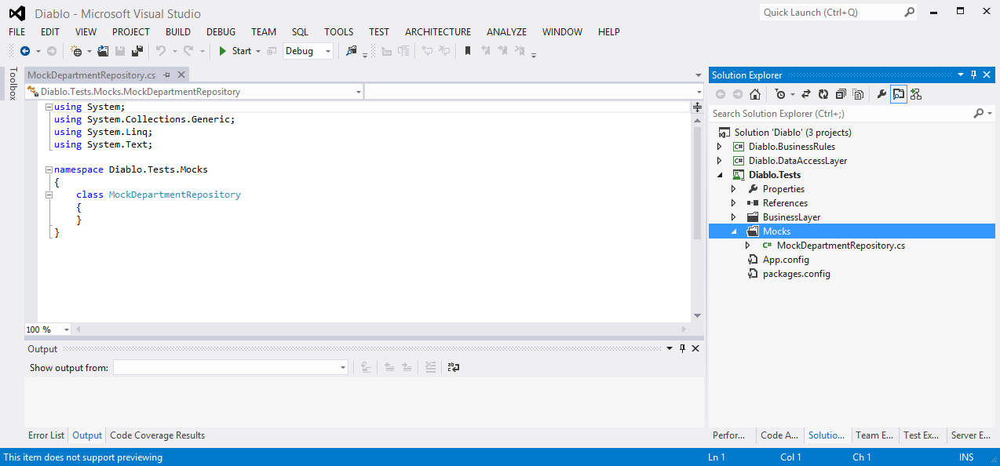 Diablo - Microsoft Visual Studio
Quick Launch (Ctrl+Q)
FILE EDIT VIEW PROJECT BUILD DEBUG TEAM SQL TOOLS TEST ARCHITECTURE ANALYZE WINDOW HELP
Start Debug
Toolbox
MockDepartmentRepository.cs
Diablo.Tests.Mocks.MockDepartmentRepository
using System;
using System.Collections.Generic;
using System.Linq;
using System.Text;
namespace Diablo.Tests.Mocks
{
class MockDepartmentRepository
{
}
}
100 %
Output
Show output from:
Error List Output Code Coverage Results
Solution Explorer
Search Solution Explorer (Ctrl+;)
Solution 'Diablo' (3 projects)
C# Diablo.BusinessRules
C# Diablo.DataAccessLayer
Diablo.Tests
Properties
References
BusinessLayer
Mocks
C# MockDepartmentRepository.cs
App.config
packages.config
Perfor... Code A... Solutio... Team E... Test Ex... Server E...
This item does not support previewing Ln 1 Col 1 Ch 1 INS